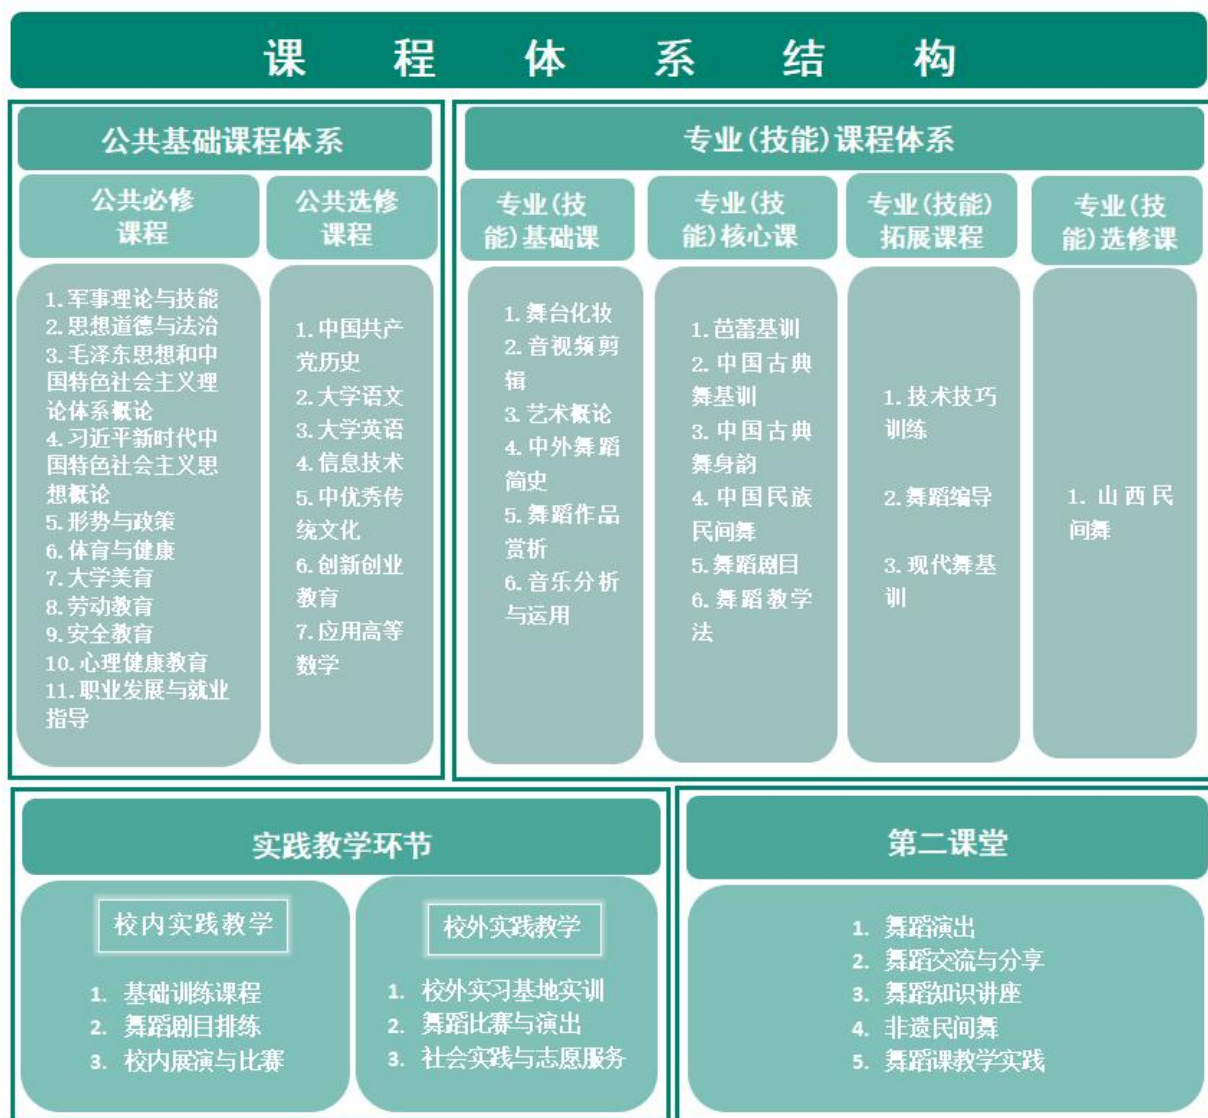 课程体系结构
公共基础课程体系
公共必修
课程
1.军事理论与技能
2.思想道德与法治
3.毛泽东思想和中
国特色社会主义理
论体系概论
4.习近平新时代中
国特色社会主义思
想概论
5.形势与政策
6.体育与健康
7.大学美育
8.劳动教育
9.安全教育
10.心理健康教育
11.职业发展与就业
指导
公共选修
课程
1.中国共产
党历史
2.大学语文
3.大学英语
4.信息技术
5.中优秀传
统文化
6.创新创业
教育
7.应用高等
数学
专业(技能)课程体系
专业(技
能)基础课
1.舞台化妆
2.音视频剪
辑
3.艺术概论
4.中外舞蹈
简史
5.舞蹈作品
赏析
6.音乐分析
与运用
专业(技
能)核心课
1.芭蕾基训
2.中国古典
舞基训
3.中国古典
舞身韵
4.中国民族
民间舞
5.舞蹈剧目
6.舞蹈教学
法
专业(技能)
拓展课程
1.技术技巧
训练
2.舞蹈编导
3.现代舞基
训
专业(技
能)选修课
1.山西民
间舞
实践教学环节
校内实践教学
1. 基础训练课程
2. 舞蹈剧目排练
3. 校内展演与比赛
校外实践教学
1. 校外实习基地实训
2. 舞蹈比赛与演出
3. 社会实践与志愿服务
第二课堂
1. 舞蹈演出
2. 舞蹈交流与分享
3. 舞蹈知识讲座
4. 非遗民间舞
5. 舞蹈课教学实践